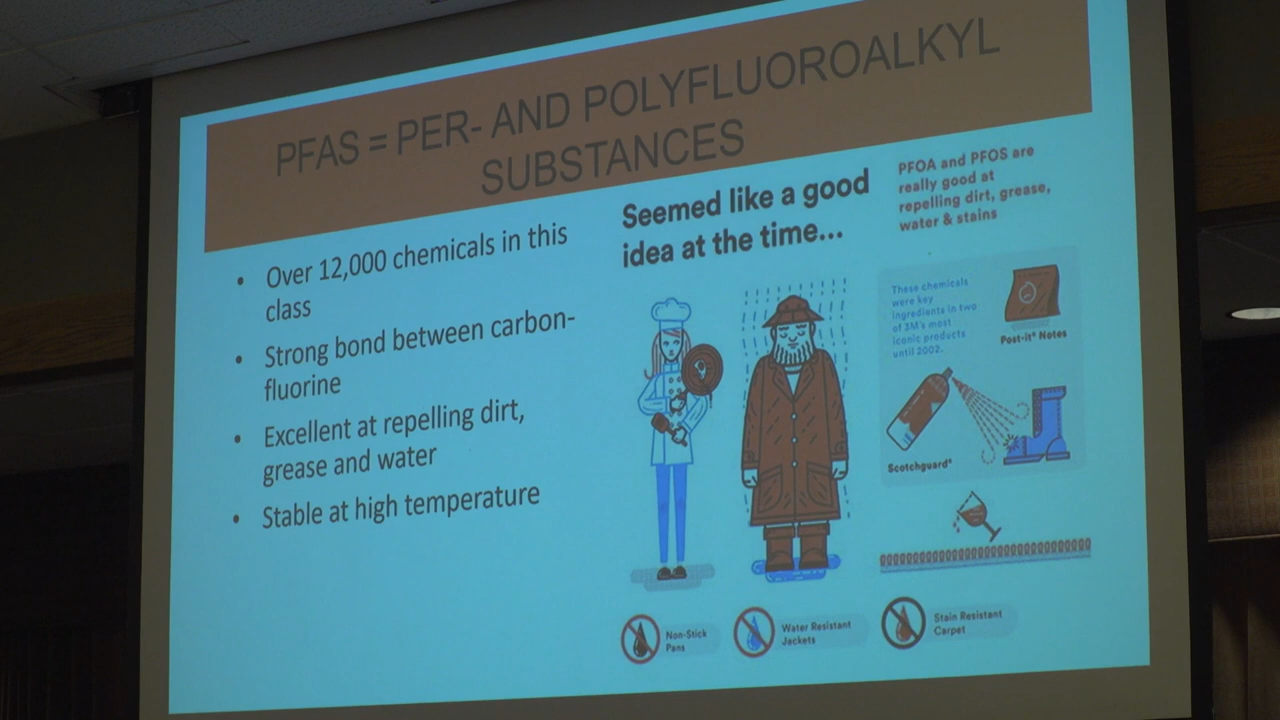 PFAS = PER- AND POLYFLUOROALKYL
SUBSTANCES
• Over 12,000 chemicals in this
class
• Strong bond between carbon-
fluorine
• Excellent at repelling dirt,
grease and water
• Stable at high temperature
Seemed like a good
idea at the time...
PFOA and PFOS are
really good at
repelling dirt, grease,
water & stains
These chemicals
were key
ingredients in two
of 3M's most
iconic products
until 2002.
Post-it® Notes
Scotchguard®
Non-Stick
Pans
Water Resistant
Jackets
Stain Resistant
Carpet